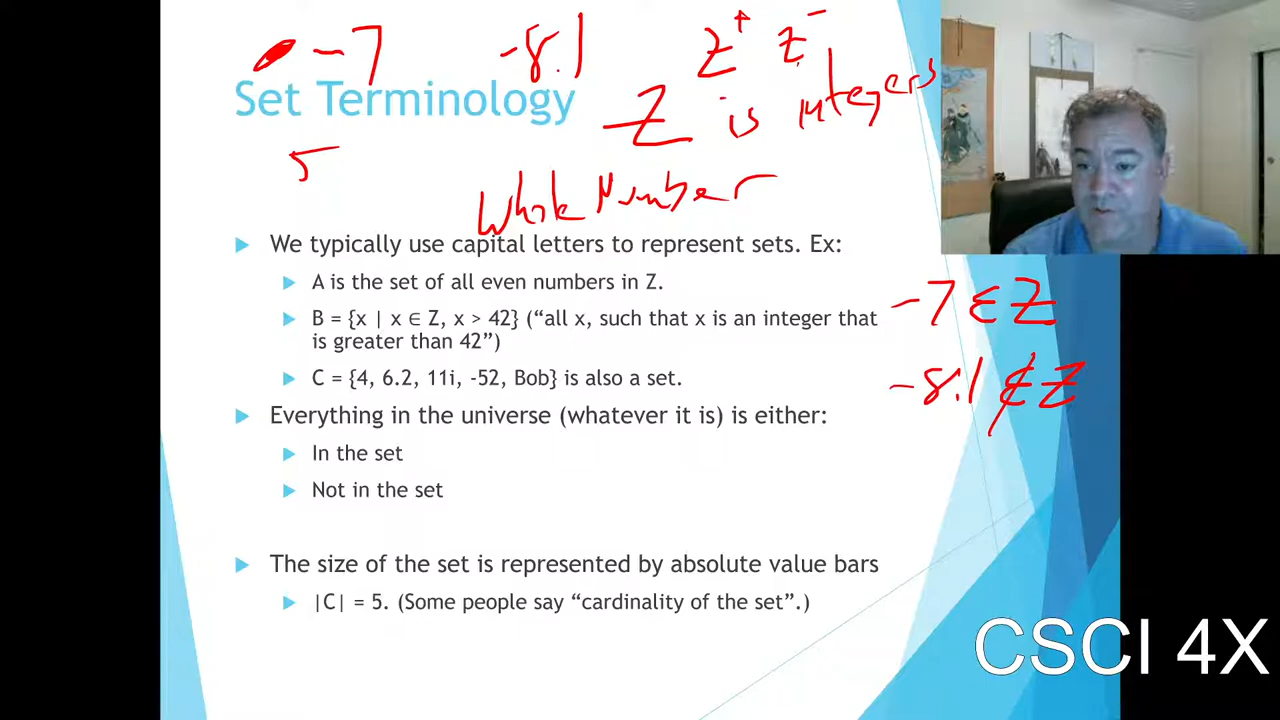 -7 -8.1 Z⁺ Z⁻
Set Terminology
Z is integers
5
Whole Number
► We typically use capital letters to represent sets. Ex:
► A is the set of all even numbers in Z.
► B = {x | x ∈ Z, x > 42} (“all x, such that x is an integer that
is greater than 42”)
► C = {4, 6.2, 11i, -52, Bob} is also a set.
► Everything in the universe (whatever it is) is either:
► In the set
► Not in the set
► The size of the set is represented by absolute value bars
► |C| = 5. (Some people say “cardinality of the set”.)
-7 ∈ Z
-8.1 ∉ Z
CSCI 4X